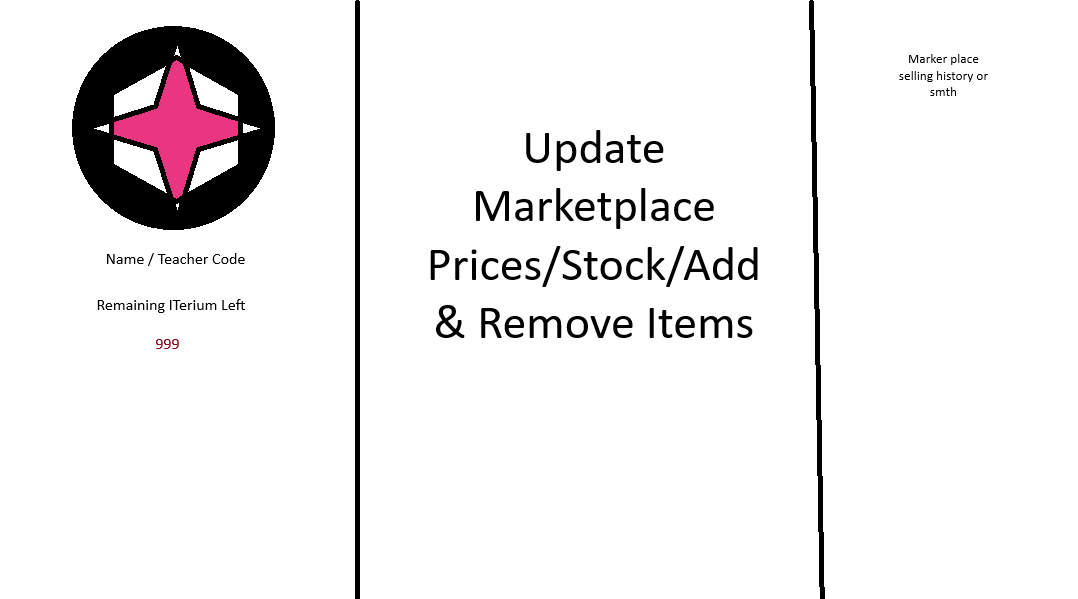 Name / Teacher Code
Remaining ITerium Left
999
Update
Marketplace
Prices/Stock/Add
& Remove Items
Marker place
selling history or
smth